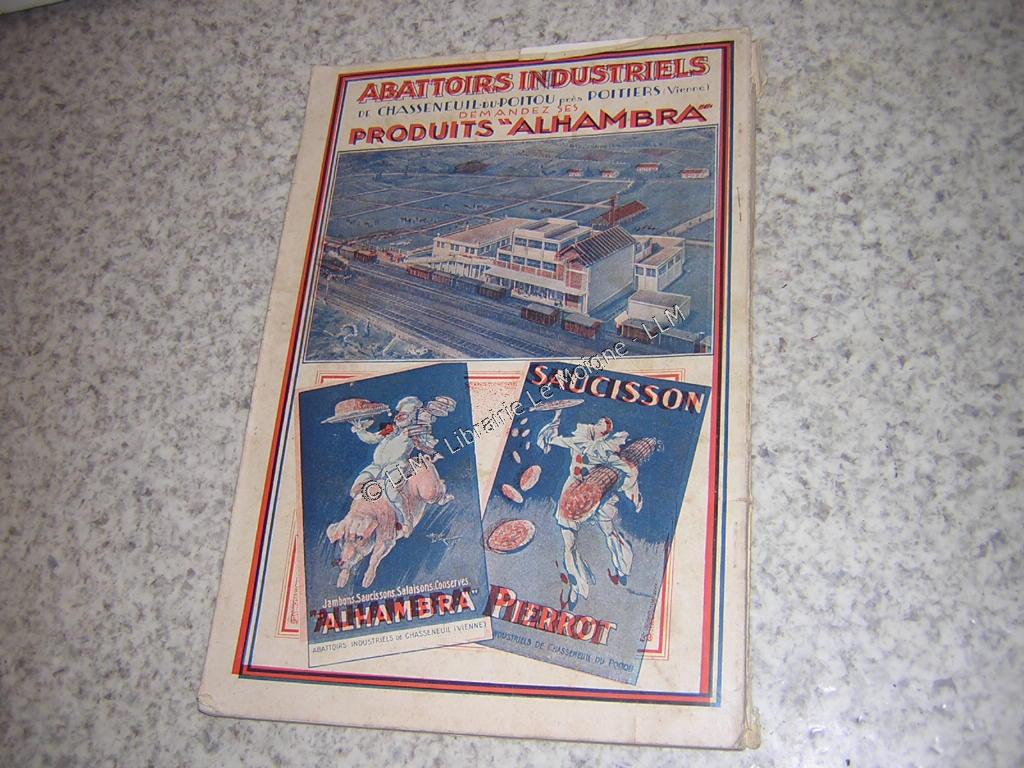 ABATTOIRS INDUSTRIELS
DE CHASSENEUIL-DU-POITOU près POITIERS (Vienne)
DEMANDEZ SES
PRODUITS "ALHAMBRA"
© LLM - Librairie Le Moigne - LLM
Jambons, Saucissons, Salaisons, Conserves
"ALHAMBRA"
ABATTOIRS INDUSTRIELS DE CHASSENEUIL (VIENNE)
SAUCISSON
PIERROT
INDUSTRIELS DE CHASSENEUIL DU POITOU